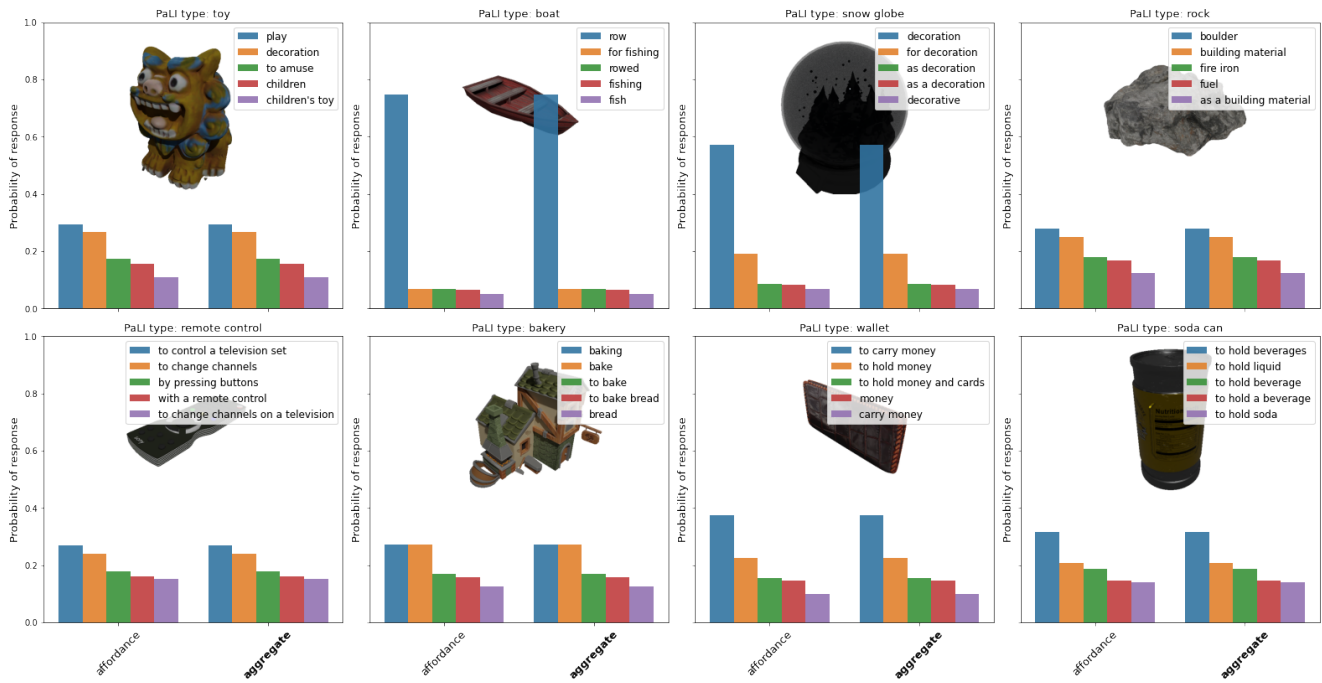 PaLI type: toy
1.0
0.8
0.6
0.4
0.2
0.0
Probability of response
play
decoration
to amuse
children
children's toy
PaLI type: boat
Probability of response
row
for fishing
rowed
fishing
fish
PaLI type: snow globe
Probability of response
decoration
for decoration
as decoration
as a decoration
decorative
PaLI type: rock
Probability of response
boulder
building material
fire iron
fuel
as a building material
PaLI type: remote control
1.0
0.8
0.6
0.4
0.2
0.0
Probability of response
to control a television set
to change channels
by pressing buttons
with a remote control
to change channels on a television
affordance
aggregate
PaLI type: bakery
Probability of response
baking
bake
to bake
to bake bread
bread
affordance
aggregate
PaLI type: wallet
Probability of response
to carry money
to hold money
to hold money and cards
money
carry money
affordance
aggregate
PaLI type: soda can
Probability of response
to hold beverages
to hold liquid
to hold beverage
to hold a beverage
to hold soda
Nutrition
affordance
aggregate